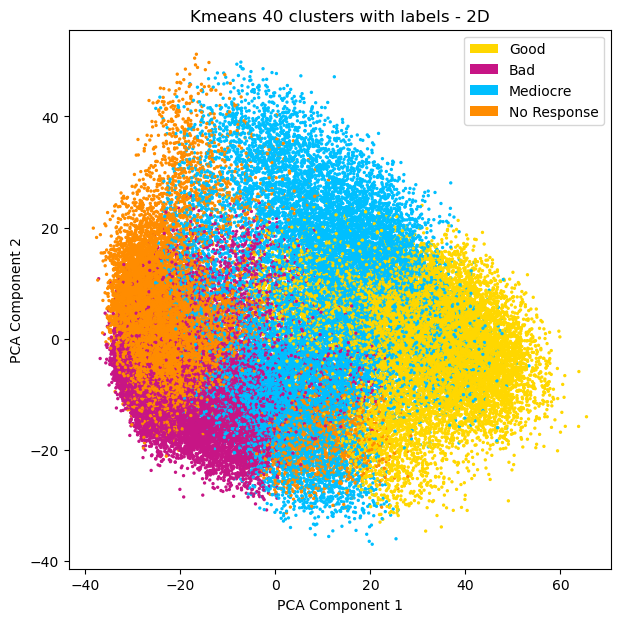 Kmeans 40 clusters with labels - 2D
Good
Bad
Mediocre
No Response
PCA Component 2
40
20
0
−20
−40
−40
−20
0
20
40
60
PCA Component 1